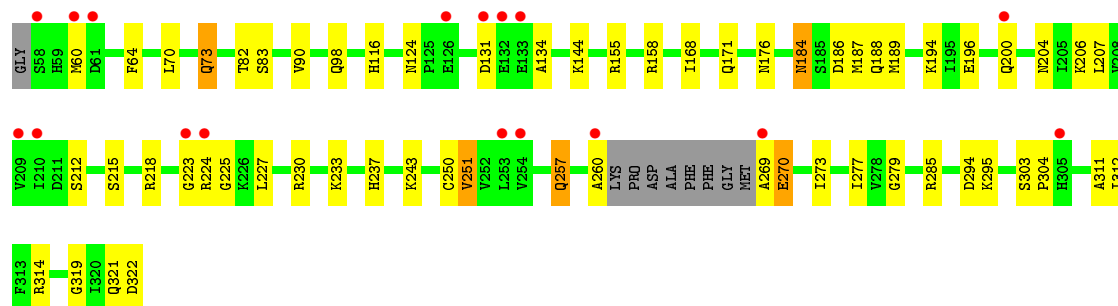 GLY S58 H59 M60 D61 F64 L70 Q73 T82 S83 V90 Q98 H116 N124 P125 E126 D131 E132 E133 A134 K144 R155 R158 I168 Q171 N176 N184 S185 D186 M187 Q188 M189 K194 I195 E196 Q200 N204 I205 K206 L207 V208
V209 I210 D211 S212 S215 R218 G223 R224 G225 K226 L227 R230 K233 H237 K243 C250 V251 V252 L253 V254 Q257 A260 LYS PRO ASP ALA PHE PHE GLY MET A269 E270 I273 I277 V278 G279 R285 D294 K295 S303 P304 H305 A311 I312
F313 R314 G319 I320 Q321 D322